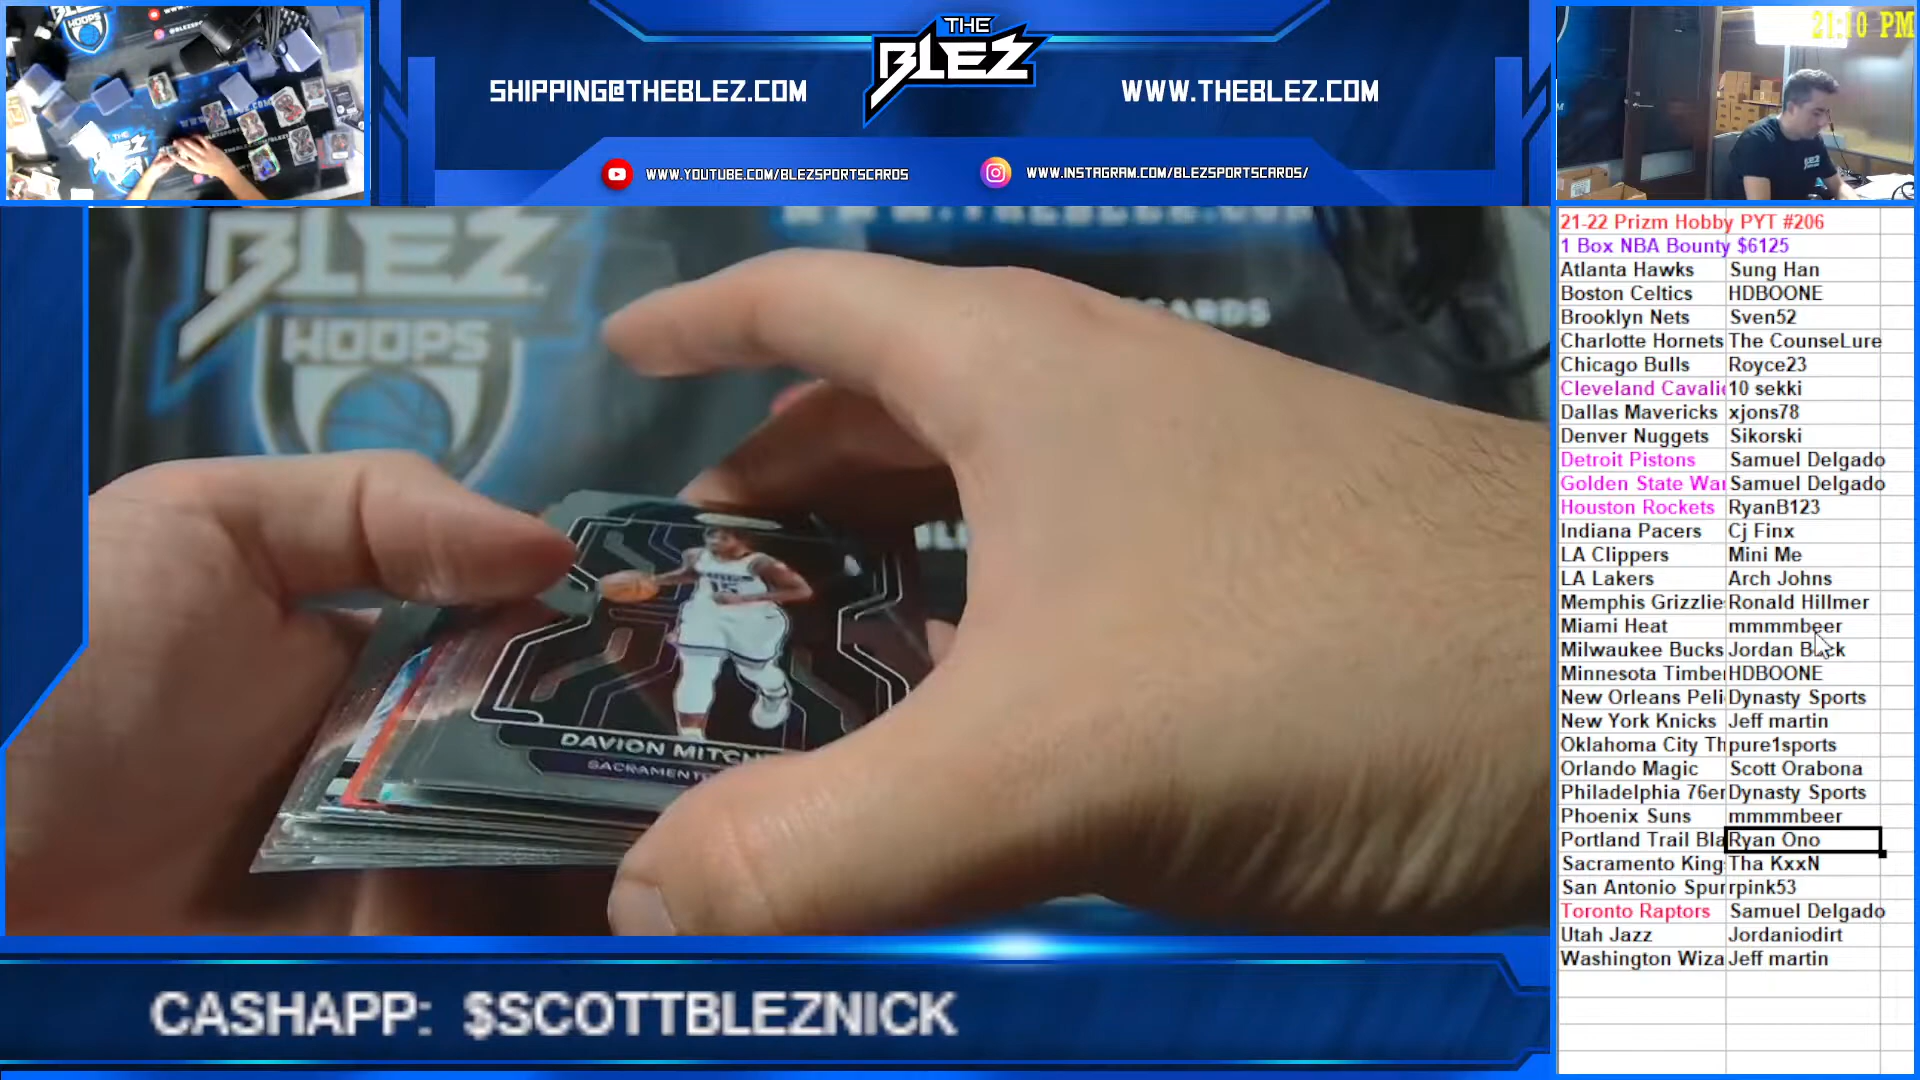 THE
BLEZ
SHIPPING@THEBLEZ.COM
WWW.THEBLEZ.COM
WWW.YOUTUBE.COM/BLEZSPORTSCARDS
WWW.INSTAGRAM.COM/BLEZSPORTSCARDS/
21:10 PM
BLEZ
HOOPS
DAVION MITCH
SACRAMENTO
15
21-22 Prizm Hobby PYT #206
1 Box NBA Bounty $6125
Atlanta Hawks Sung Han
Boston Celtics HDBOONE
Brooklyn Nets Sven52
Charlotte Hornets The CounseLure
Chicago Bulls Royce23
Cleveland Cavalie 10 sekki
Dallas Mavericks xjons78
Denver Nuggets Sikorski
Detroit Pistons Samuel Delgado
Golden State War Samuel Delgado
Houston Rockets RyanB123
Indiana Pacers Cj Finx
LA Clippers Mini Me
LA Lakers Arch Johns
Memphis Grizzlie Ronald Hillmer
Miami Heat mmmmbeer
Milwaukee Bucks Jordan
Minnesota Timber HDBOONE
New Orleans Peli Dynasty Sports
New York Knicks Jeff martin
Oklahoma City Th pure1sports
Orlando Magic Scott Orabona
Philadelphia 76er Dynasty Sports
Phoenix Suns mmmmbeer
Portland Trail Bla Ryan Ono
Sacramento King Tha KxxN
San Antonio Spur rpink53
Toronto Raptors Samuel Delgado
Utah Jazz Jordaniodirt
Washington Wiza Jeff martin
CASHAPP: $SCOTTBLEZNICK